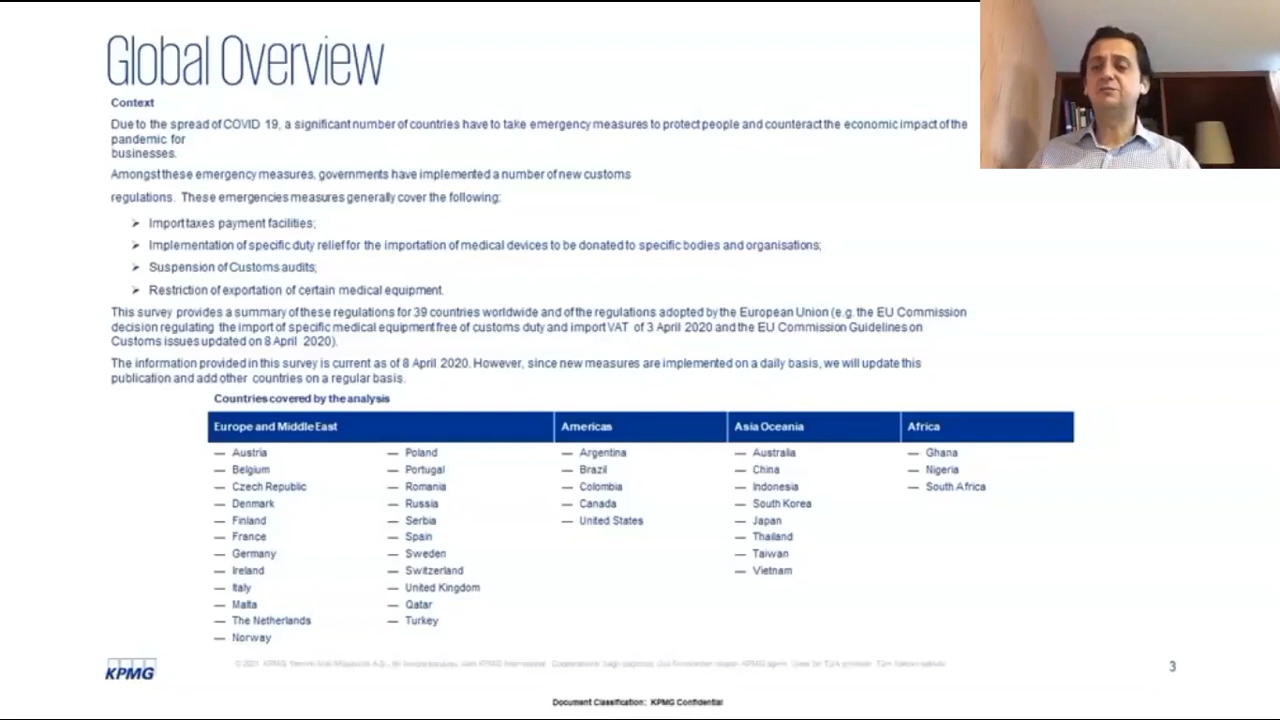 Global Overview
Context
Due to the spread of COVID 19, a significant number of countries have to take emergency measures to protect people and counteract the economic impact of the
pandemic for
businesses.
Amongst these emergency measures, governments have implemented a number of new customs
regulations. These emergencies measures generally cover the following:
➢ Import taxes payment facilities;
➢ Implementation of specific duty relief for the importation of medical devices to be donated to specific bodies and organisations;
➢ Suspension of Customs audits;
➢ Restriction of exportation of certain medical equipment.
This survey provides a summary of these regulations for 39 countries worldwide and of the regulations adopted by the European Union (e.g. the EU Commission
decision regulating the import of specific medical equipment free of customs duty and import VAT of 3 April 2020 and the EU Commission Guidelines on
Customs issues updated on 8 April 2020).
The information provided in this survey is current as of 8 April 2020. However, since new measures are implemented on a daily basis, we will update this
publication and add other countries on a regular basis.
Countries covered by the analysis
Europe and Middle East
— Austria
— Belgium
— Czech Republic
— Denmark
— Finland
— France
— Germany
— Ireland
— Italy
— Malta
— The Netherlands
— Norway
— Poland
— Portugal
— Romania
— Russia
— Serbia
— Spain
— Sweden
— Switzerland
— United Kingdom
— Qatar
— Turkey
Americas
— Argentina
— Brazil
— Colombia
— Canada
— United States
Asia Oceania
— Australia
— China
— Indonesia
— South Korea
— Japan
— Thailand
— Taiwan
— Vietnam
Africa
— Ghana
— Nigeria
— South Africa
KPMG
3
Document Classification: KPMG Confidential